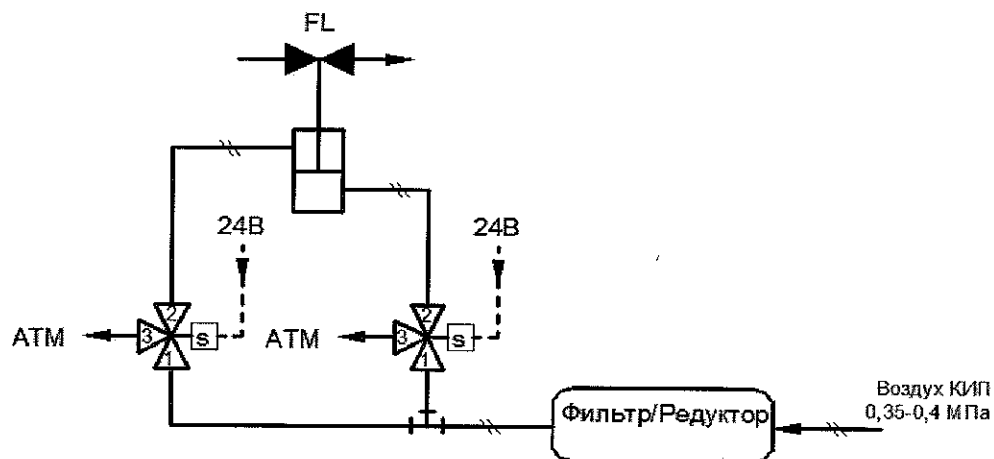 FL
24В
24В
2
2
АТМ
3
s
АТМ
3
s
1
1
Фильтр/Редуктор
Воздух КИП
0,35-0,4 МПа